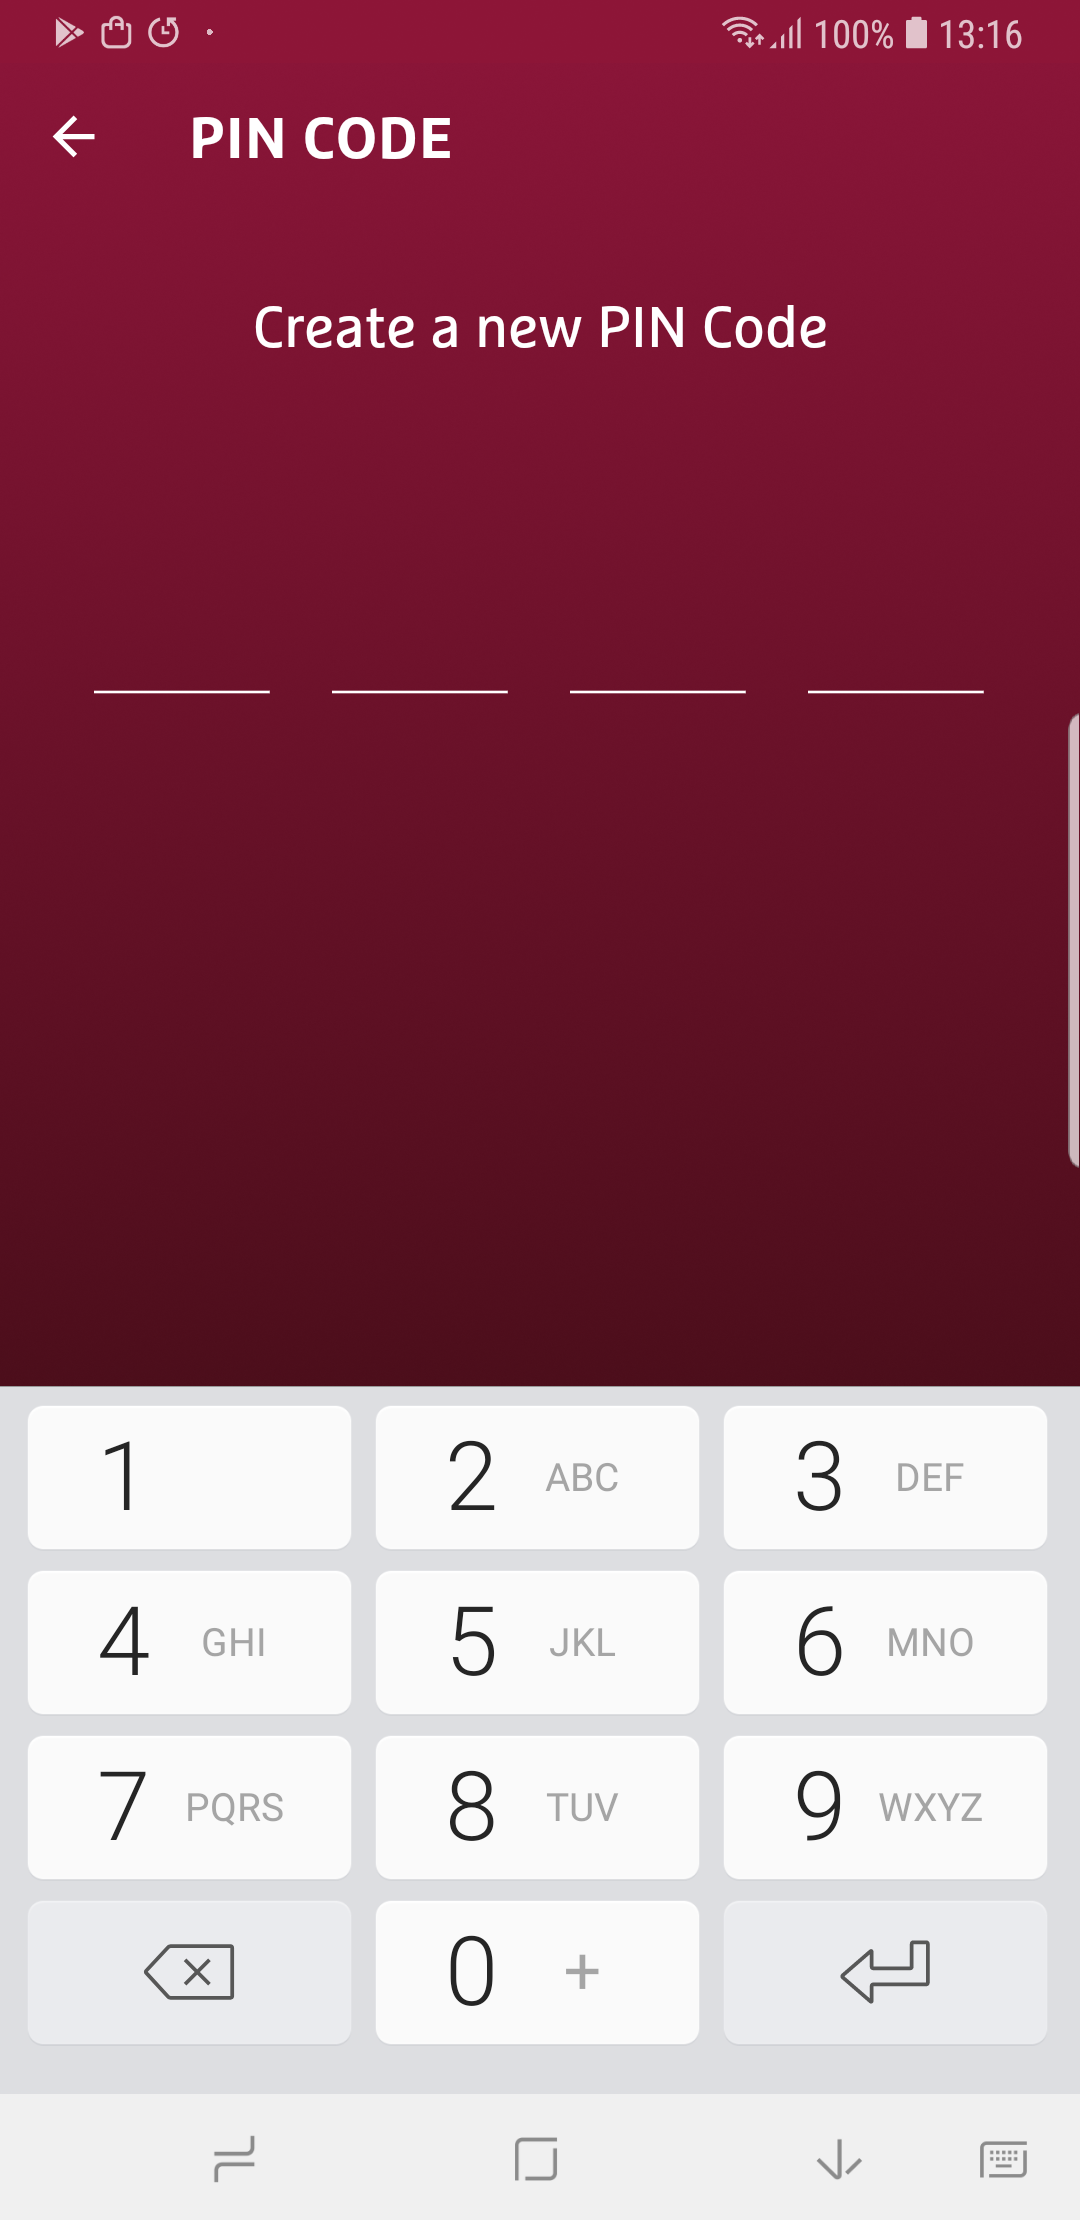 100% 13:16
PIN CODE
Create a new PIN Code
1
2 ABC
3 DEF
4 GHI
5 JKL
6 MNO
7 PQRS
8 TUV
9 WXYZ
0 +